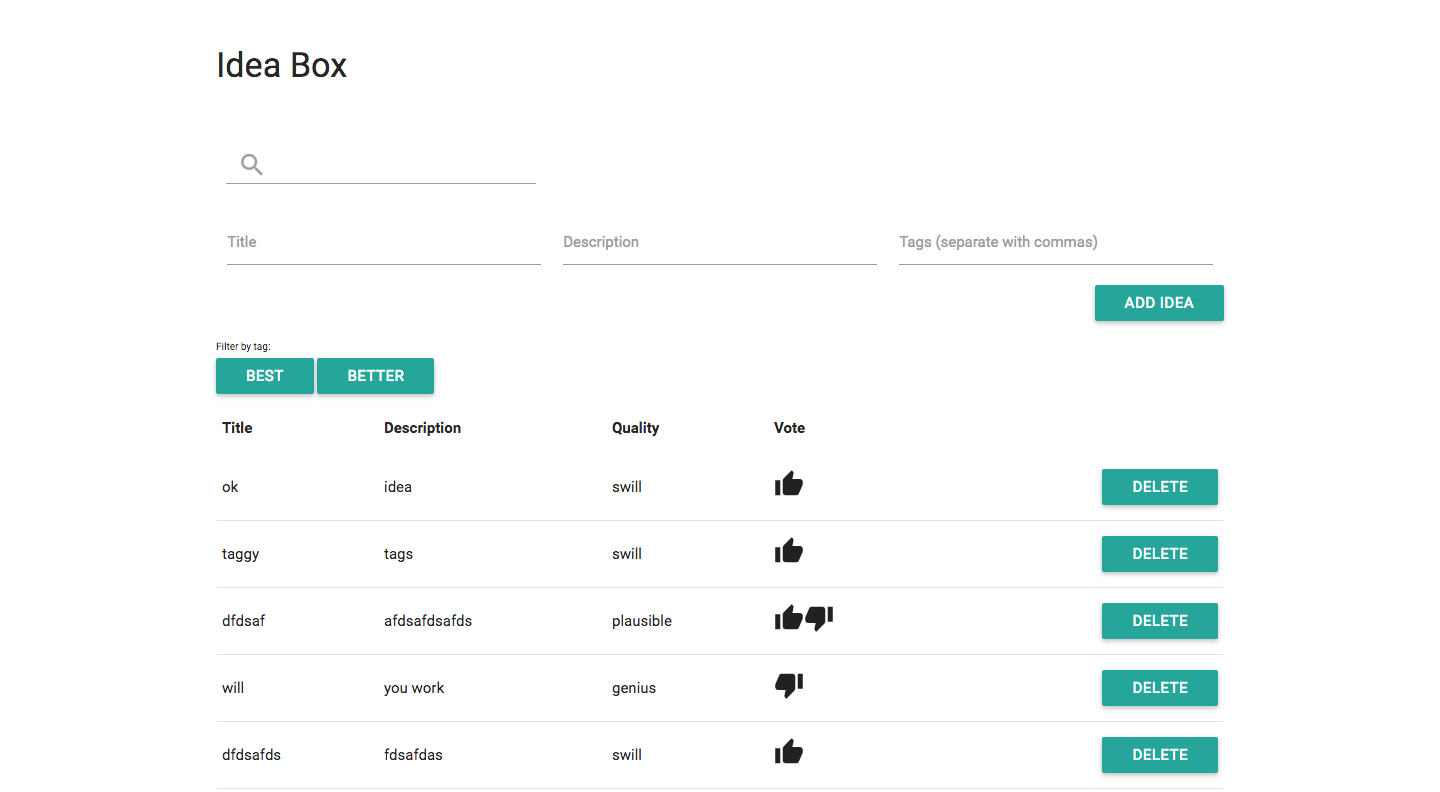 Idea Box
Title Description Tags (separate with commas)
ADD IDEA
Filter by tag:
BEST BETTER
Title Description Quality Vote
ok idea swill DELETE
taggy tags swill DELETE
dfdsaf afdsafdsafds plausible DELETE
will you work genius DELETE
dfdsafds fdsafdas swill DELETE